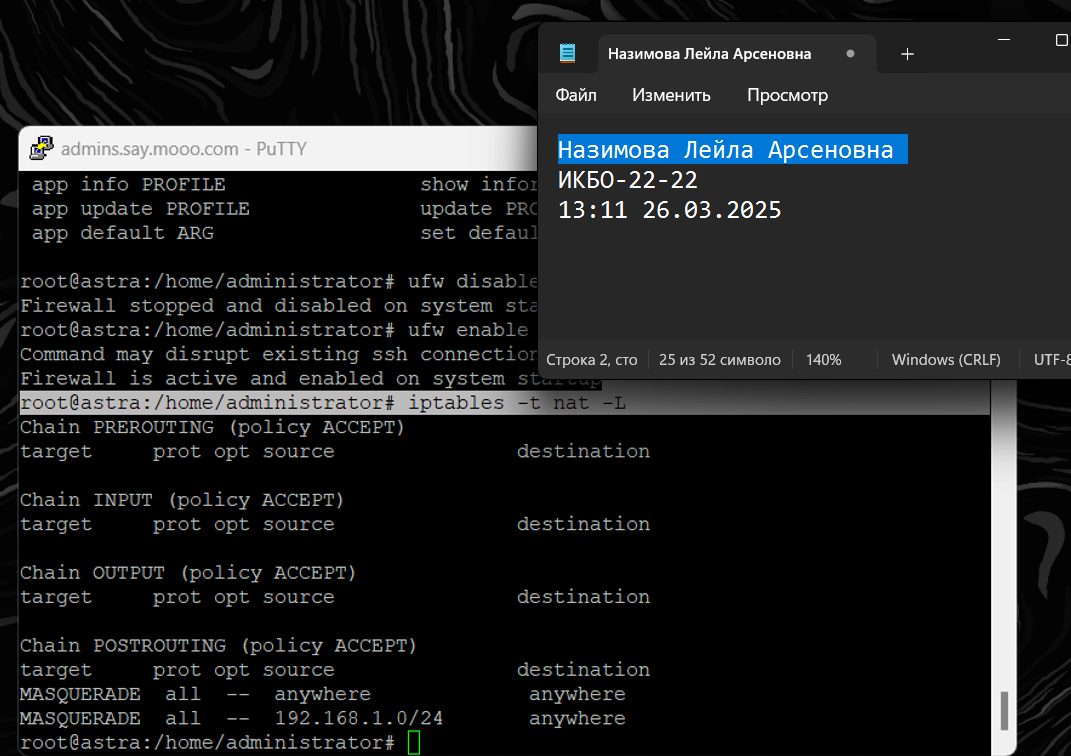 Назимова Лейла Арсеновна
Файл Изменить Просмотр
Назимова Лейла Арсеновна
ИКБО-22-22
13:11 26.03.2025
Строка 2, сто 25 из 52 символо 140% Windows (CRLF) UTF-8
admins.say.mooo.com - PuTTY
app info PROFILE show infor
app update PROFILE update PRO
app default ARG set defaul
root@astra:/home/administrator# ufw disable
Firewall stopped and disabled on system sta
root@astra:/home/administrator# ufw enable
Command may disrupt existing ssh connection
Firewall is active and enabled on system startup
root@astra:/home/administrator# iptables -t nat -L
Chain PREROUTING (policy ACCEPT)
target prot opt source destination
Chain INPUT (policy ACCEPT)
target prot opt source destination
Chain OUTPUT (policy ACCEPT)
target prot opt source destination
Chain POSTROUTING (policy ACCEPT)
target prot opt source destination
MASQUERADE all -- anywhere anywhere
MASQUERADE all -- 192.168.1.0/24 anywhere
root@astra:/home/administrator#